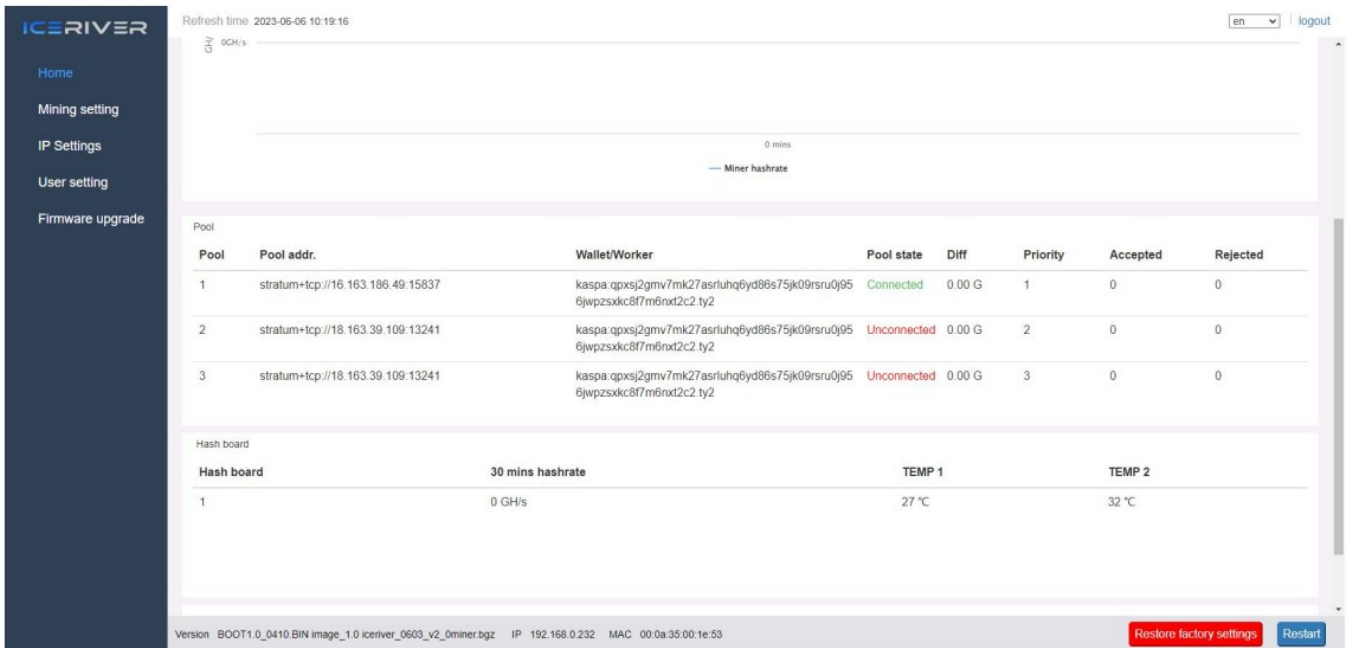 ICERIVER
Refresh time 2023-06-06 10:19:16
en
logout
Home
Mining setting
IP Settings
User setting
Firmware upgrade
GH/
0GH/s
0 mins
Miner hashrate
Pool
Pool Pool addr. Wallet/Worker Pool state Diff Priority Accepted Rejected
1 stratum+tcp://16.163.186.49:15837 kaspa:qpxsj2gmv7mk27asrluhq6yd86s75jk09rsru0j95 Connected 0.00 G 1 0 0
6jwpzsxkc8f7m6nxt2c2.ty2
2 stratum+tcp://18.163.39.109:13241 kaspa:qpxsj2gmv7mk27asrluhq6yd86s75jk09rsru0j95 Unconnected 0.00 G 2 0 0
6jwpzsxkc8f7m6nxt2c2.ty2
3 stratum+tcp://18.163.39.109:13241 kaspa:qpxsj2gmv7mk27asrluhq6yd86s75jk09rsru0j95 Unconnected 0.00 G 3 0 0
6jwpzsxkc8f7m6nxt2c2.ty2
Hash board
Hash board 30 mins hashrate TEMP 1 TEMP 2
1 0 GH/s 27 ℃ 32 ℃
Version BOOT1.0_0410.BIN image_1.0 iceriver_0603_v2_0miner.bgz IP 192.168.0.232 MAC 00:0a:35:00:1e:53
Restore factory settings
Restart